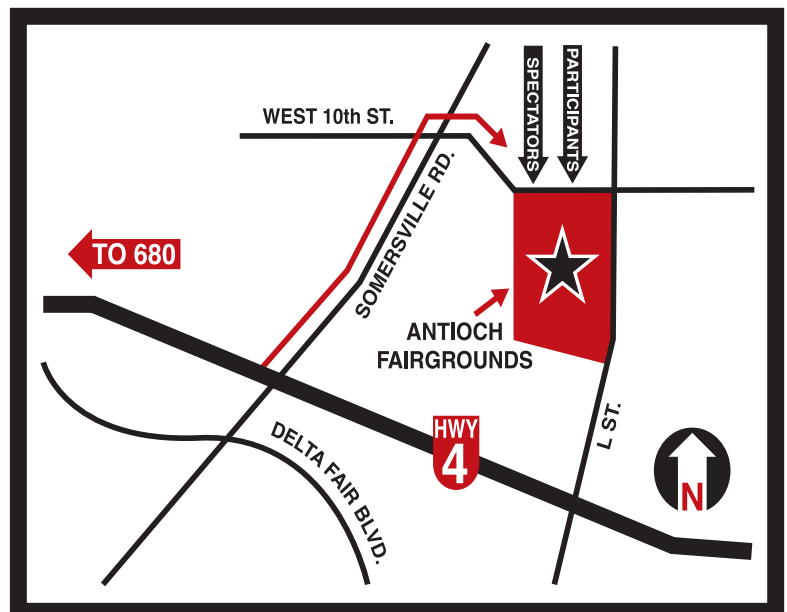 SPECTATORS
PARTICIPANTS
WEST 10th ST.
SOMERSVILLE RD.
TO 680
ANTIOCH
FAIRGROUNDS
HWY
4
L ST.
DELTA FAIR BLVD.
N